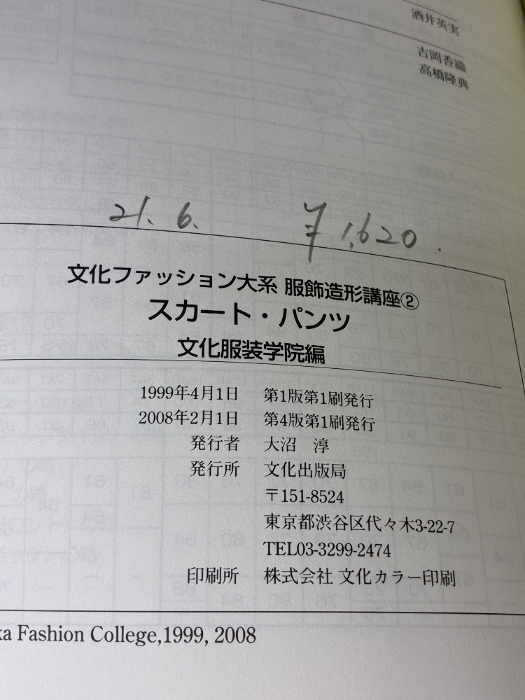 酒井英実
古岡香織
高橋隆典
21. 6. ¥1,620.
文化ファッション大系 服飾造形講座②
スカート・パンツ
文化服装学院編
1999年4月1日 第1版第1刷発行
2008年2月1日 第4版第1刷発行
発行者 大沼 淳
発行所 文化出版局
〒151-8524
東京都渋谷区代々木3-22-7
TEL03-3299-2474
印刷所 株式会社 文化カラー印刷
ka Fashion College,1999, 2008